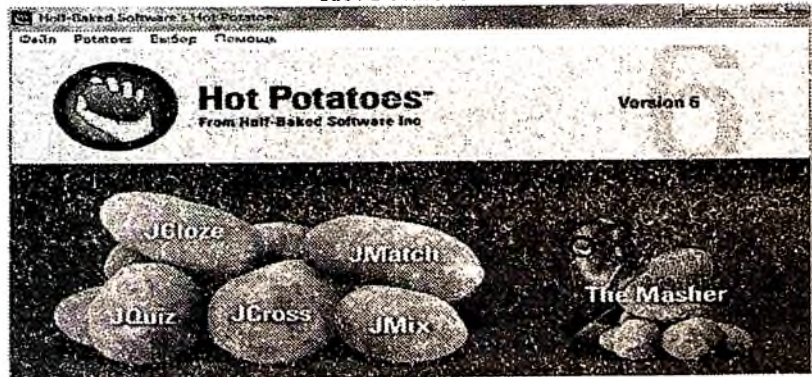 Half-Baked Software's Hot Potatoes
Файл Potatoes Выбор Помощь
Hot Potatoes™
From Half-Baked Software Inc
Version 6
6
JCloze
JMatch
JQuiz
JCross
JMix
The Masher